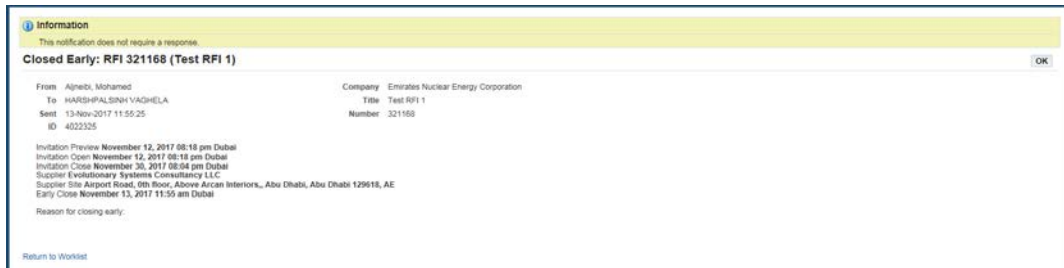 Information
This notification does not require a response.
Closed Early: RFI 321168 (Test RFI 1)
OK
From Aljneibi, Mohamed
Company Emirates Nuclear Energy Corporation
To HARSHPALSINH VAGHELA
Title Test RFI 1
Sent 13-Nov-2017 11:55:25
Number 321168
ID 4022325
Invitation Preview November 12, 2017 08:18 pm Dubai
Invitation Open November 12, 2017 08:18 pm Dubai
Invitation Close November 30, 2017 08:04 pm Dubai
Supplier Evolutionary Systems Consultancy LLC
Supplier Site Airport Road, 0th floor, Above Arcan Interiors,, Abu Dhabi, Abu Dhabi 129618, AE
Early Close November 13, 2017 11:55 am Dubai
Reason for closing early:
Return to Worklist